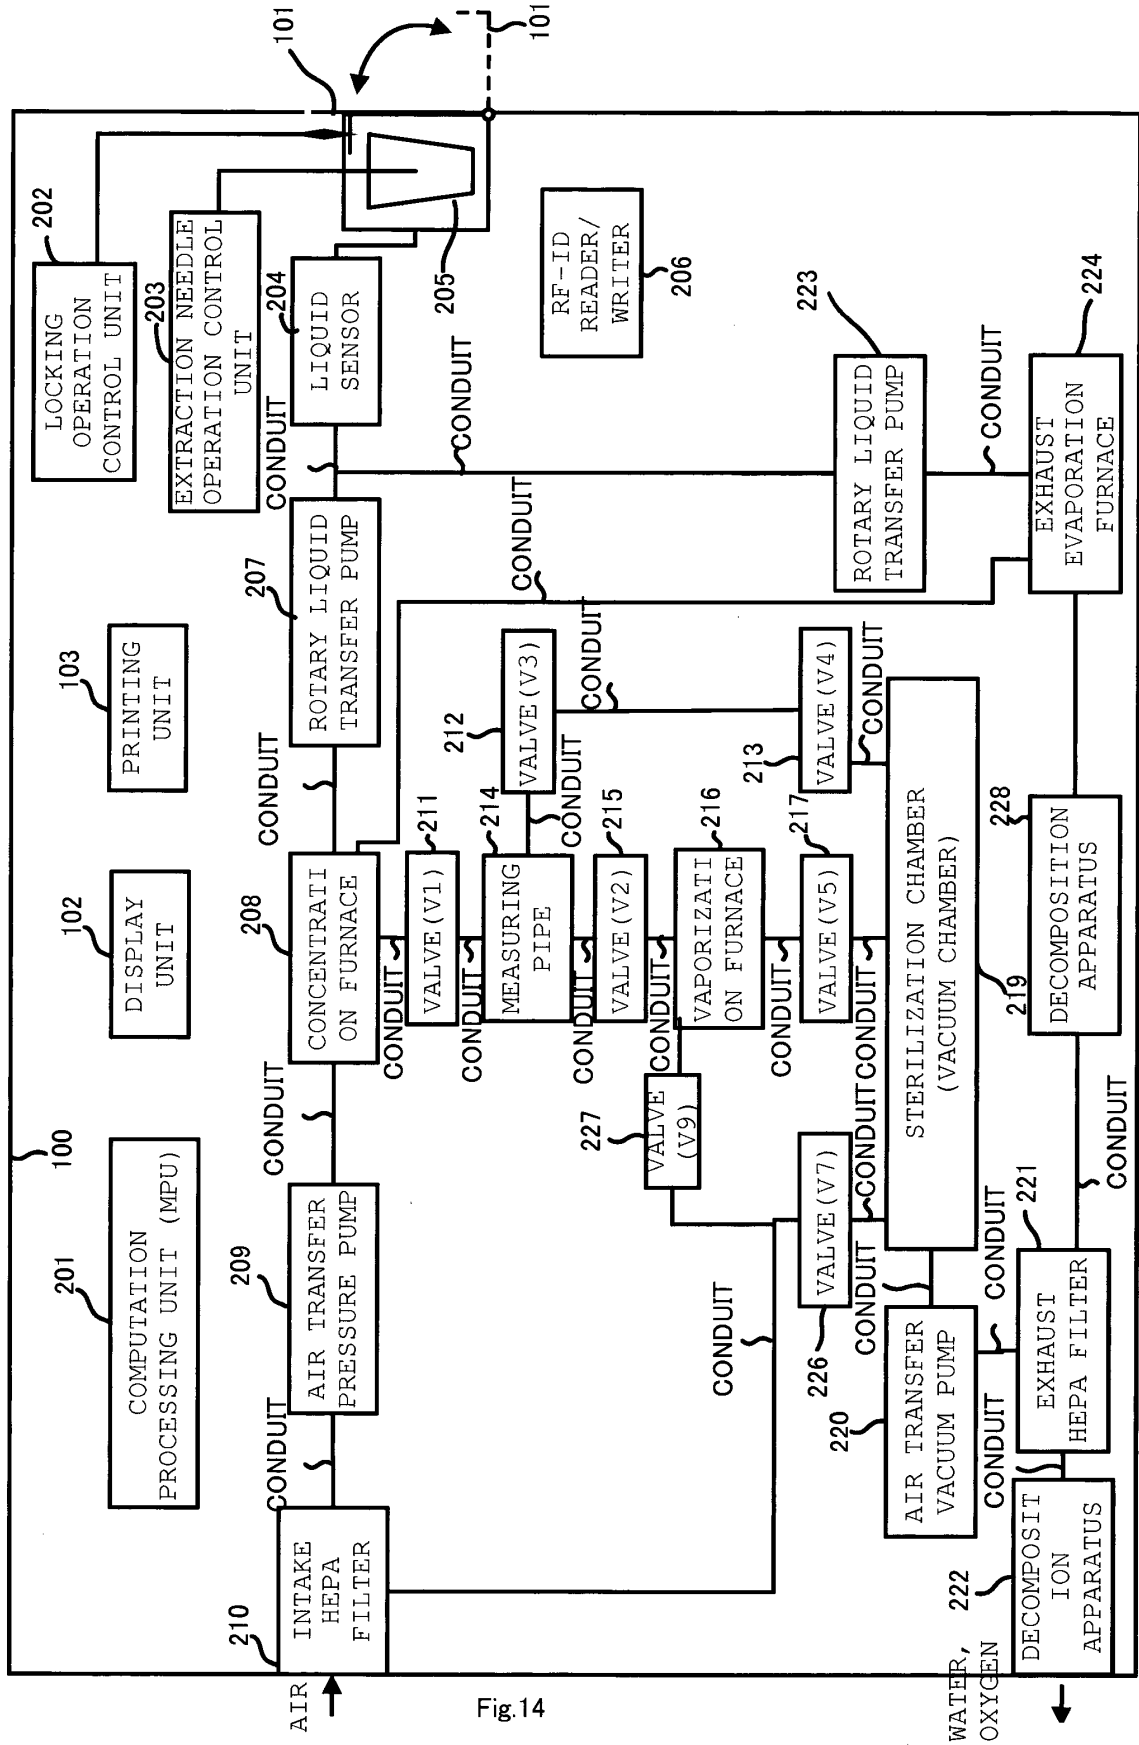 100
COMPUTATION
PROCESSING UNIT (MPU)
201
DISPLAY
UNIT
102
PRINTING
UNIT
103
LOCKING
OPERATION
CONTROL UNIT
202
EXTRACTION NEEDLE
OPERATION CONTROL
UNIT
203
101
101
AIR
INTAKE
HEPA
FILTER
210
CONDUIT
AIR TRANSFER
PRESSURE PUMP
209
CONDUIT
CONCENTRATI
ON FURNACE
208
CONDUIT
ROTARY LIQUID
TRANSFER PUMP
207
CONDUIT
LIQUID
SENSOR
204
205
RF-ID
READER/
WRITER
206
CONDUIT
CONDUIT
CONDUIT
VALVE(V1)
211
CONDUIT
MEASURING
PIPE
214
CONDUIT
VALVE(V3)
212
CONDUIT
VALVE(V4)
213
CONDUIT
CONDUIT
VALVE(V2)
215
CONDUIT
VAPORIZATI
ON FURNACE
216
VALVE
(V9)
227
CONDUIT
VALVE(V5)
217
CONDUIT
CONDUIT
VALVE(V7)
226
CONDUIT
STERILIZATION CHAMBER
(VACUUM CHAMBER)
219
CONDUIT
AIR TRANSFER
VACUUM PUMP
220
CONDUIT
EXHAUST
HEPA FILTER
221
CONDUIT
DECOMPOSIT
ION
APPARATUS
222
WATER,
OXYGEN
CONDUIT
DECOMPOSITION
APPARATUS
228
ROTARY LIQUID
TRANSFER PUMP
223
CONDUIT
EXHAUST
EVAPORATION
FURNACE
224
Fig.14